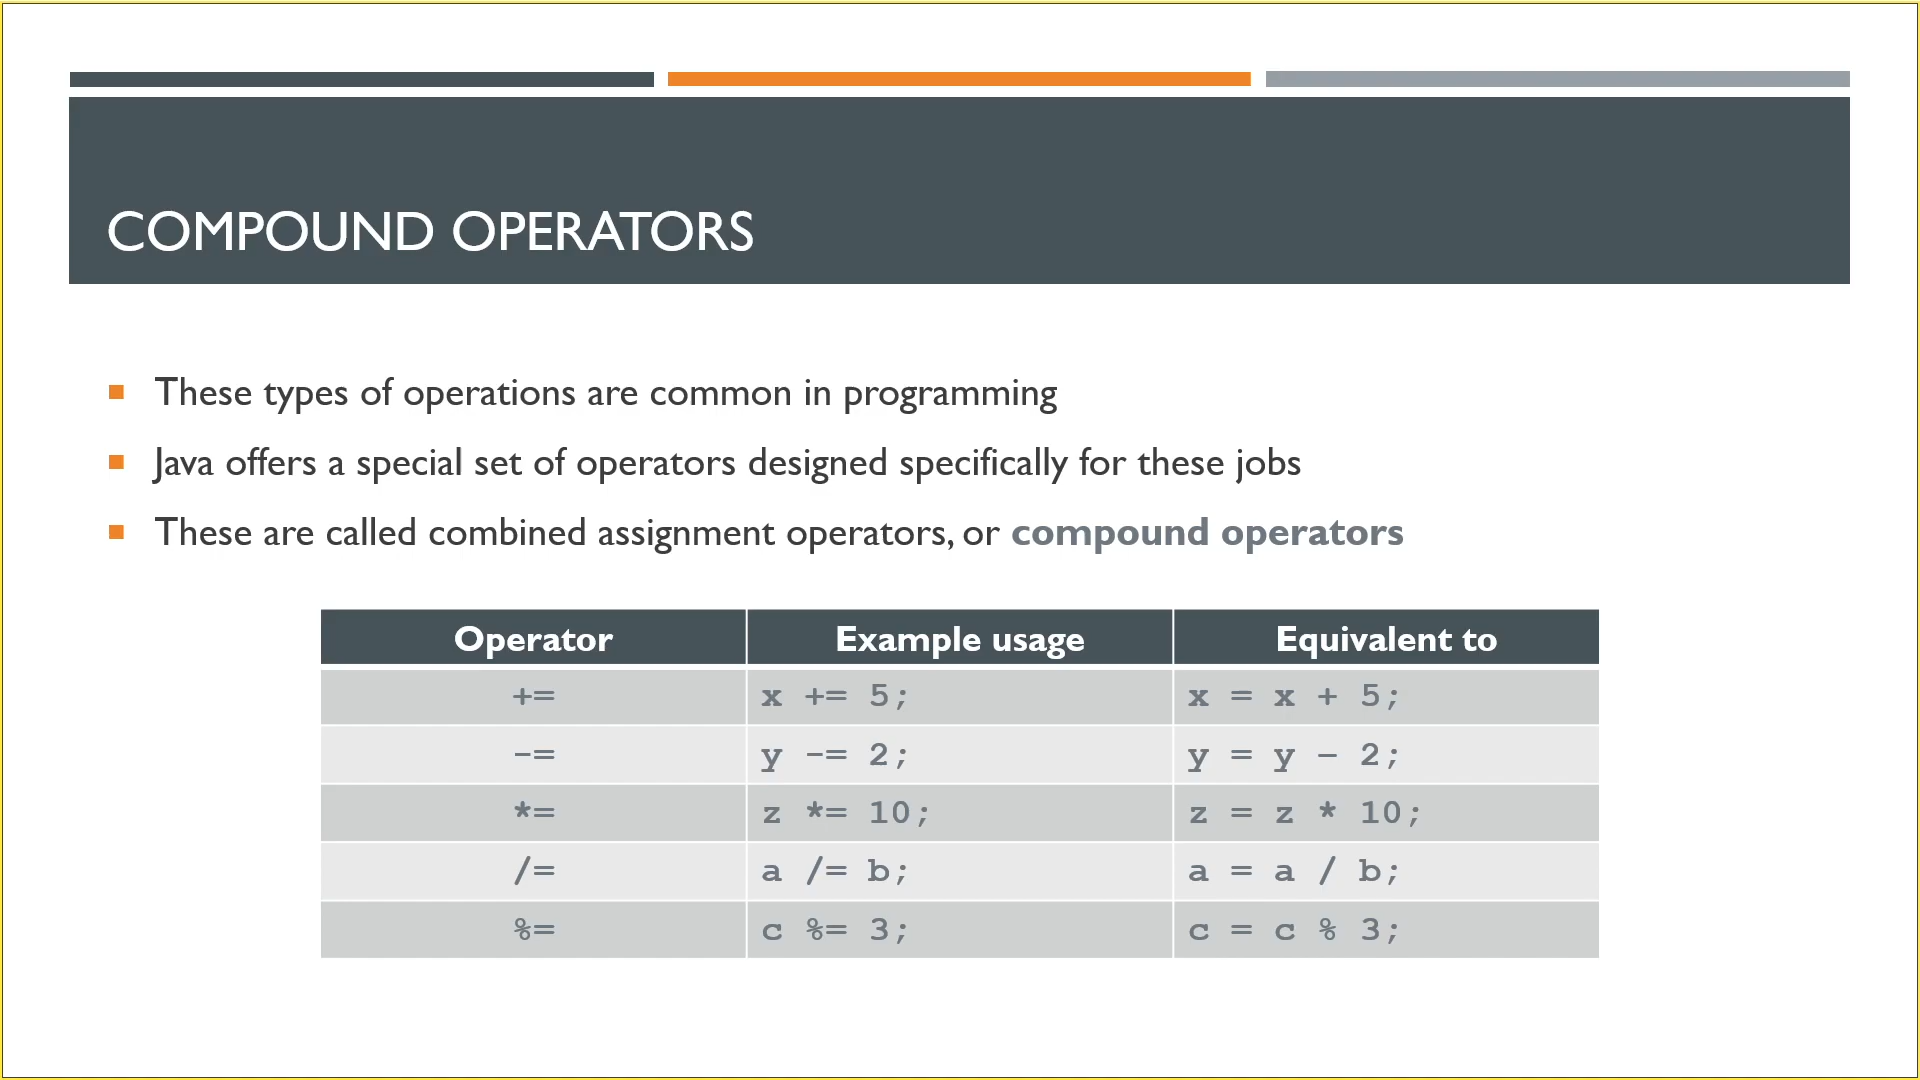 COMPOUND OPERATORS
These types of operations are common in programming
Java offers a special set of operators designed specifically for these jobs
These are called combined assignment operators, or compound operators
Operator Example usage Equivalent to
+= x += 5; x = x + 5;
-= y -= 2; y = y – 2;
*= z *= 10; z = z * 10;
/= a /= b; a = a / b;
%= c %= 3; c = c % 3;